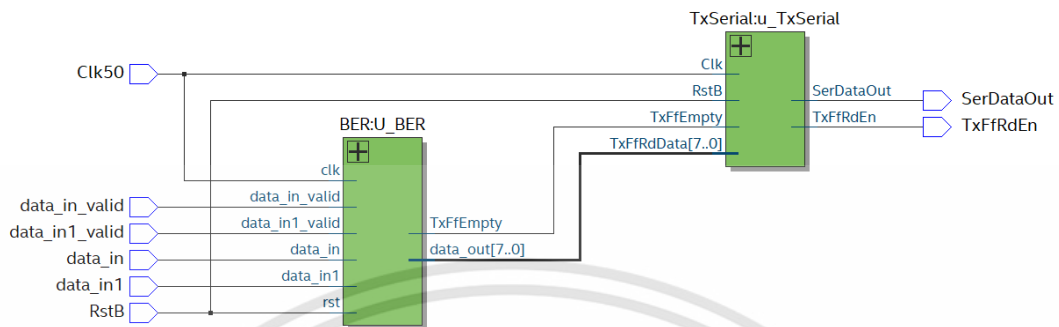 TxSerial:u_TxSerial
Clk50
Clk
RstB
SerDataOut
SerDataOut
TxFfEmpty
TxFfRdEn
TxFfRdEn
TxFfRdData[7..0]
BER:U_BER
clk
data_in_valid
data_in_valid
data_in1_valid
data_in1_valid
TxFfEmpty
data_in
data_in
data_out[7..0]
data_in1
data_in1
RstB
rst